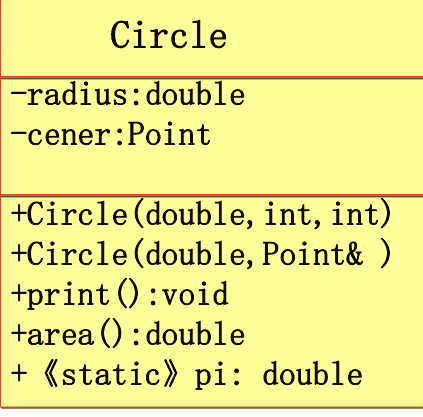 Circle
-radius:double
-cener:Point
+Circle(double,int,int)
+Circle(double,Point& )
+print():void
+area():double
+《static》pi: double